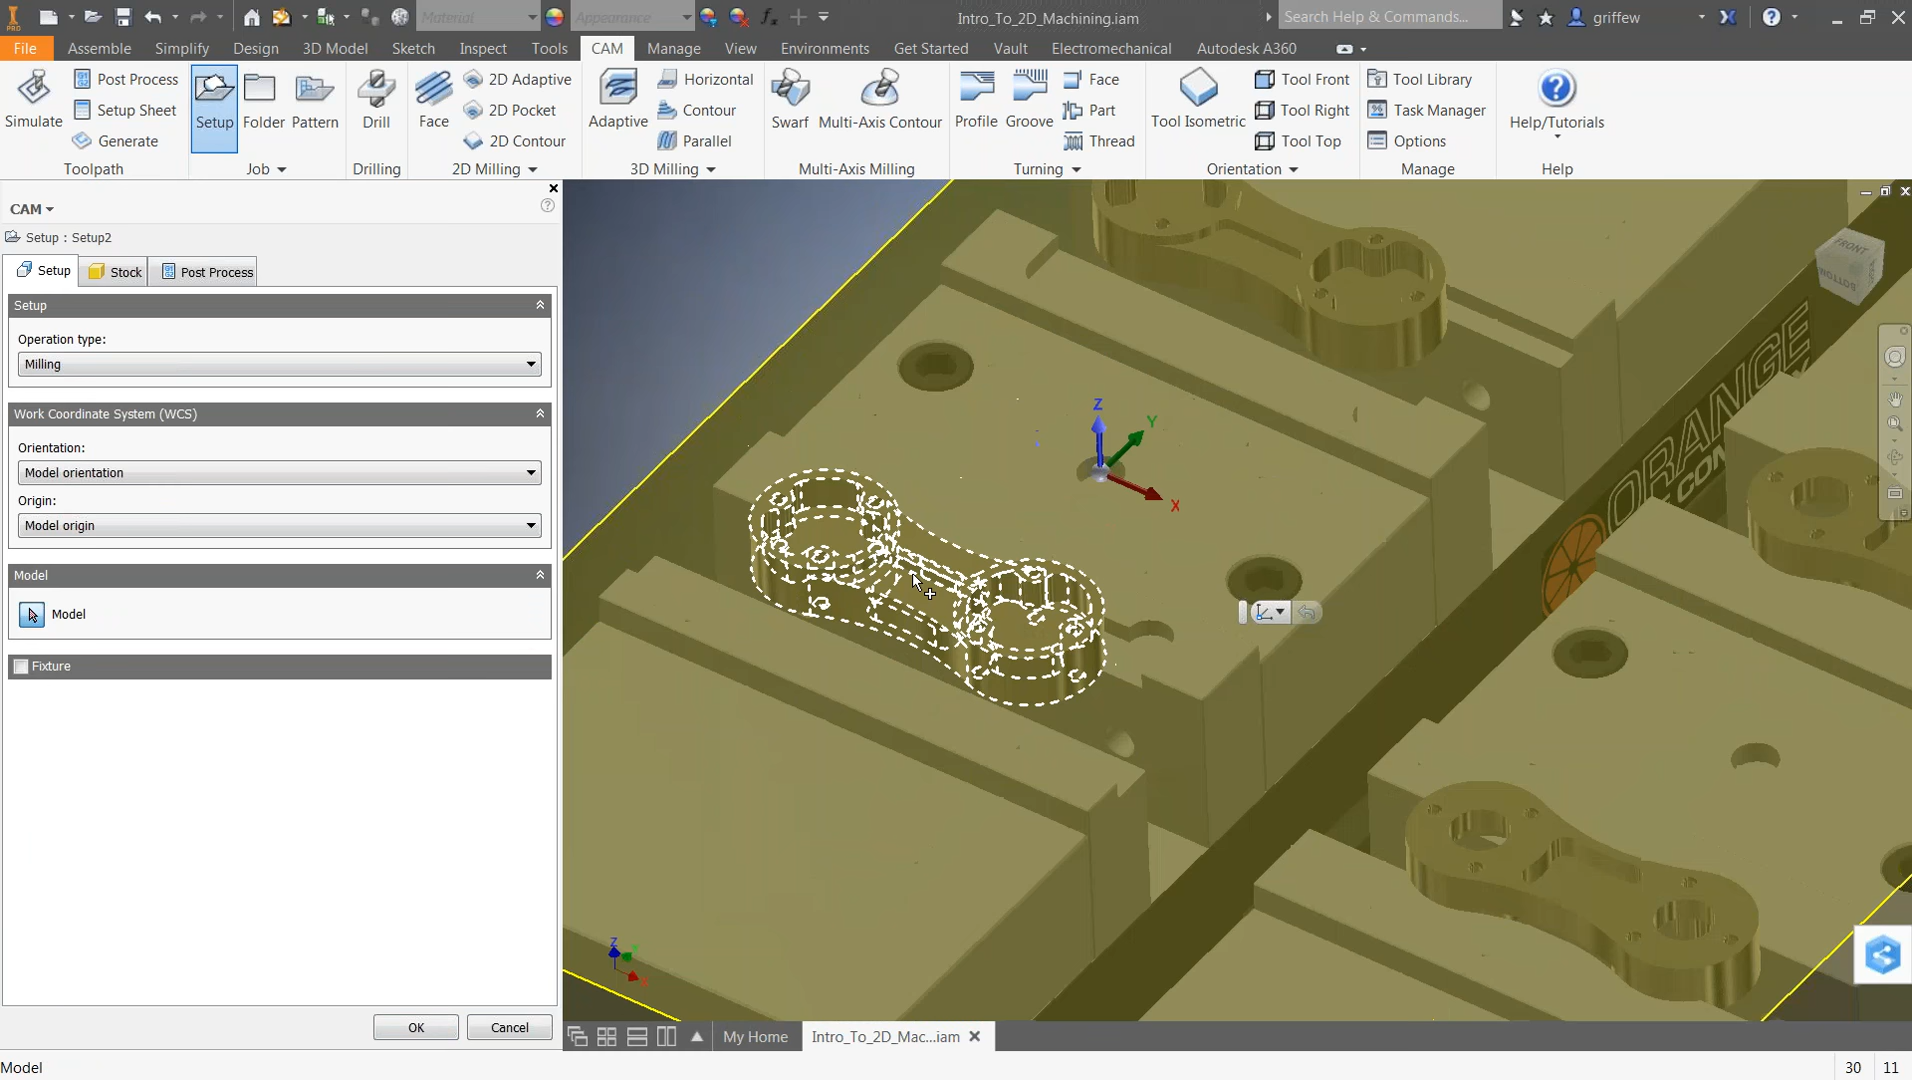 PRO
Material
Appearance
fx
Intro_To_2D_Machining.iam
Search Help & Commands...
griffew
File
Assemble
Simplify
Design
3D Model
Sketch
Inspect
Tools
CAM
Manage
View
Environments
Get Started
Vault
Electromechanical
Autodesk A360
Simulate
Post Process
Setup Sheet
Generate
Toolpath
Setup
Folder
Pattern
Job
Drill
Drilling
Face
2D Adaptive
2D Pocket
2D Contour
2D Milling
Adaptive
Horizontal
Contour
Parallel
3D Milling
Swarf
Multi-Axis Contour
Multi-Axis Milling
Profile
Groove
Face
Part
Thread
Turning
Tool Isometric
Tool Front
Tool Right
Tool Top
Orientation
Tool Library
Task Manager
Options
Manage
Help/Tutorials
Help
CAM
Setup : Setup2
Setup
Stock
Post Process
Setup
Operation type:
Milling
Work Coordinate System (WCS)
Orientation:
Model orientation
Origin:
Model origin
Model
Model
Fixture
OK
Cancel
Z
Y
X
FRONT
BOTTOM
ORANGE
Z
Y
X
My Home
Intro_To_2D_Mac...iam
Model
30
11